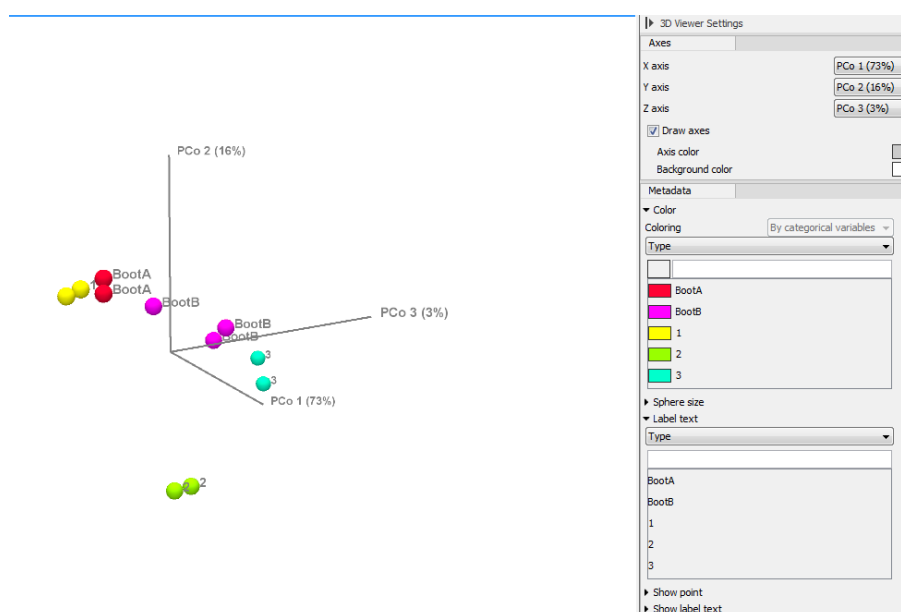 3D Viewer Settings
Axes
X axis PCo 1 (73%)
Y axis PCo 2 (16%)
Z axis PCo 3 (3%)
Draw axes
Axis color
Background color
Metadata
Color
Coloring By categorical variables
Type
BootA
BootB
1
2
3
Sphere size
Label text
Type
BootA
BootB
1
2
3
Show point
Show label text
PCo 2 (16%)
BootA
1
BootA
BootB
PCo 3 (3%)
BootB
BootB
3
3
PCo 1 (73%)
2
2